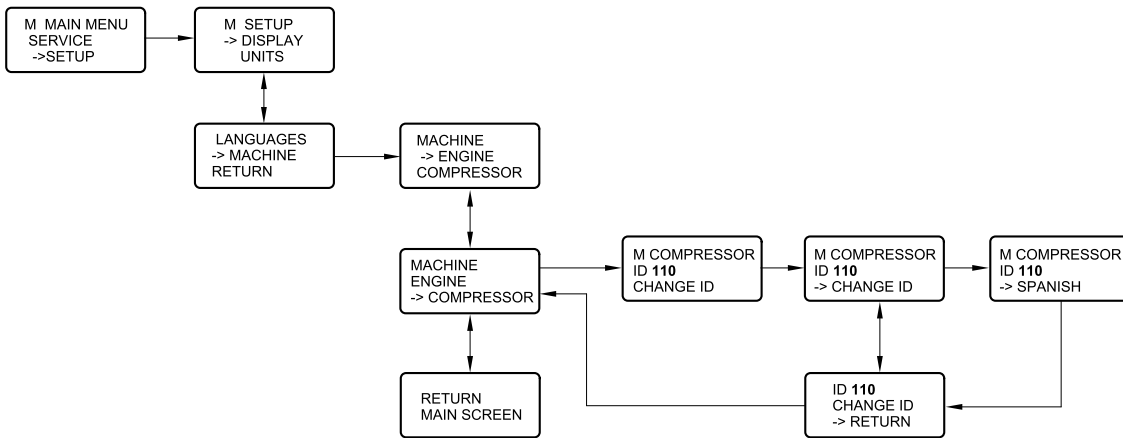 M MAIN MENU
SERVICE
->SETUP
M SETUP
-> DISPLAY
UNITS
LANGUAGES
-> MACHINE
RETURN
MACHINE
-> ENGINE
COMPRESSOR
MACHINE
ENGINE
-> COMPRESSOR
M COMPRESSOR
ID 110
CHANGE ID
M COMPRESSOR
ID 110
-> CHANGE ID
M COMPRESSOR
ID 110
-> SPANISH
RETURN
MAIN SCREEN
ID 110
CHANGE ID
-> RETURN